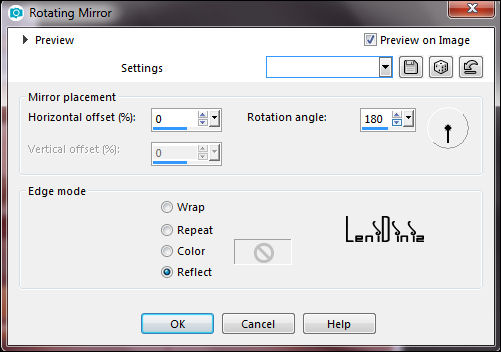 Rotating Mirror
Preview
Preview on Image
Settings
Mirror placement
Horizontal offset (%): 0 Rotation angle: 180
Vertical offset (%): 0
Edge mode
Wrap
Repeat
Color
Reflect
LeniDiniz
OK Cancel Help